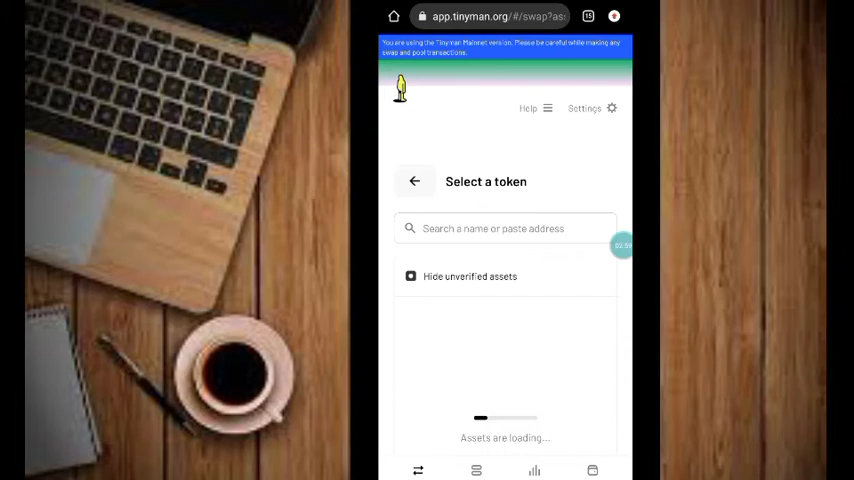 app.tinyman.org/#/swap?as
15
You are using the Tinyman Mainnet version. Please be careful while making any
swap and pool transactions.
Help
Settings
Select a token
Search a name or paste address
Hide unverified assets
Assets are loading...